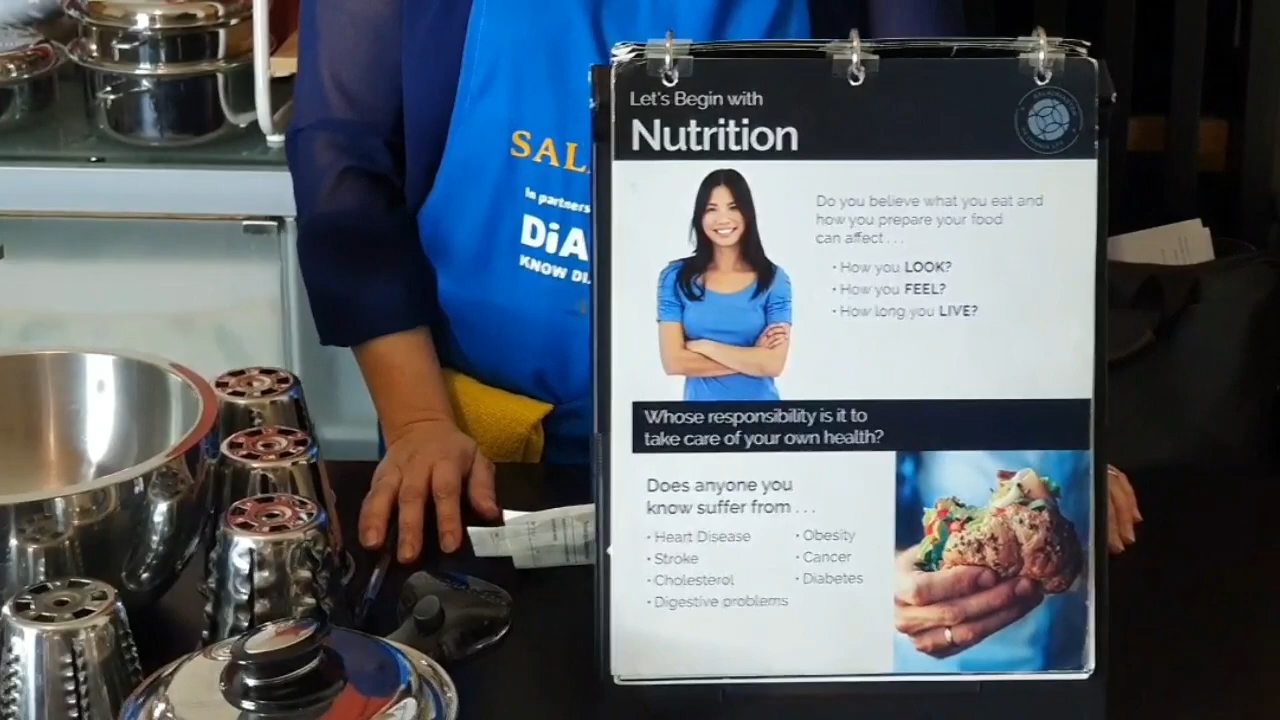 Let's Begin with
Nutrition
SAL
In partners
DiA
KNOW DI
Do you believe what you eat and
how you prepare your food
can affect . . .
• How you LOOK?
• How you FEEL?
• How long you LIVE?
Whose responsibility is it to
take care of your own health?
Does anyone you
know suffer from . . .
• Heart Disease
• Stroke
• Cholesterol
• Digestive problems
• Obesity
• Cancer
• Diabetes